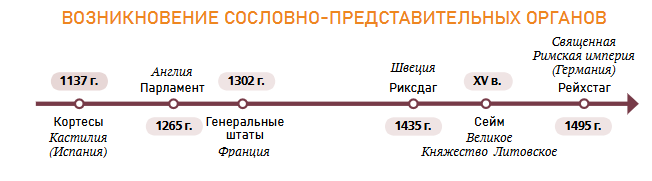 ВОЗНИКНОВЕНИЕ СОСЛОВНО-ПРЕДСТАВИТЕЛЬНЫХ ОРГАНОВ
1137 г.
Кортесы
Кастилия
(Испания)
Англия
Парламент
1265 г.
1302 г.
Генеральные
штаты
Франция
Швеция
Риксдаг
1435 г.
XV в.
Сейм
Великое
Княжество Литовское
Священная
Римская империя
(Германия)
Рейхстаг
1495 г.